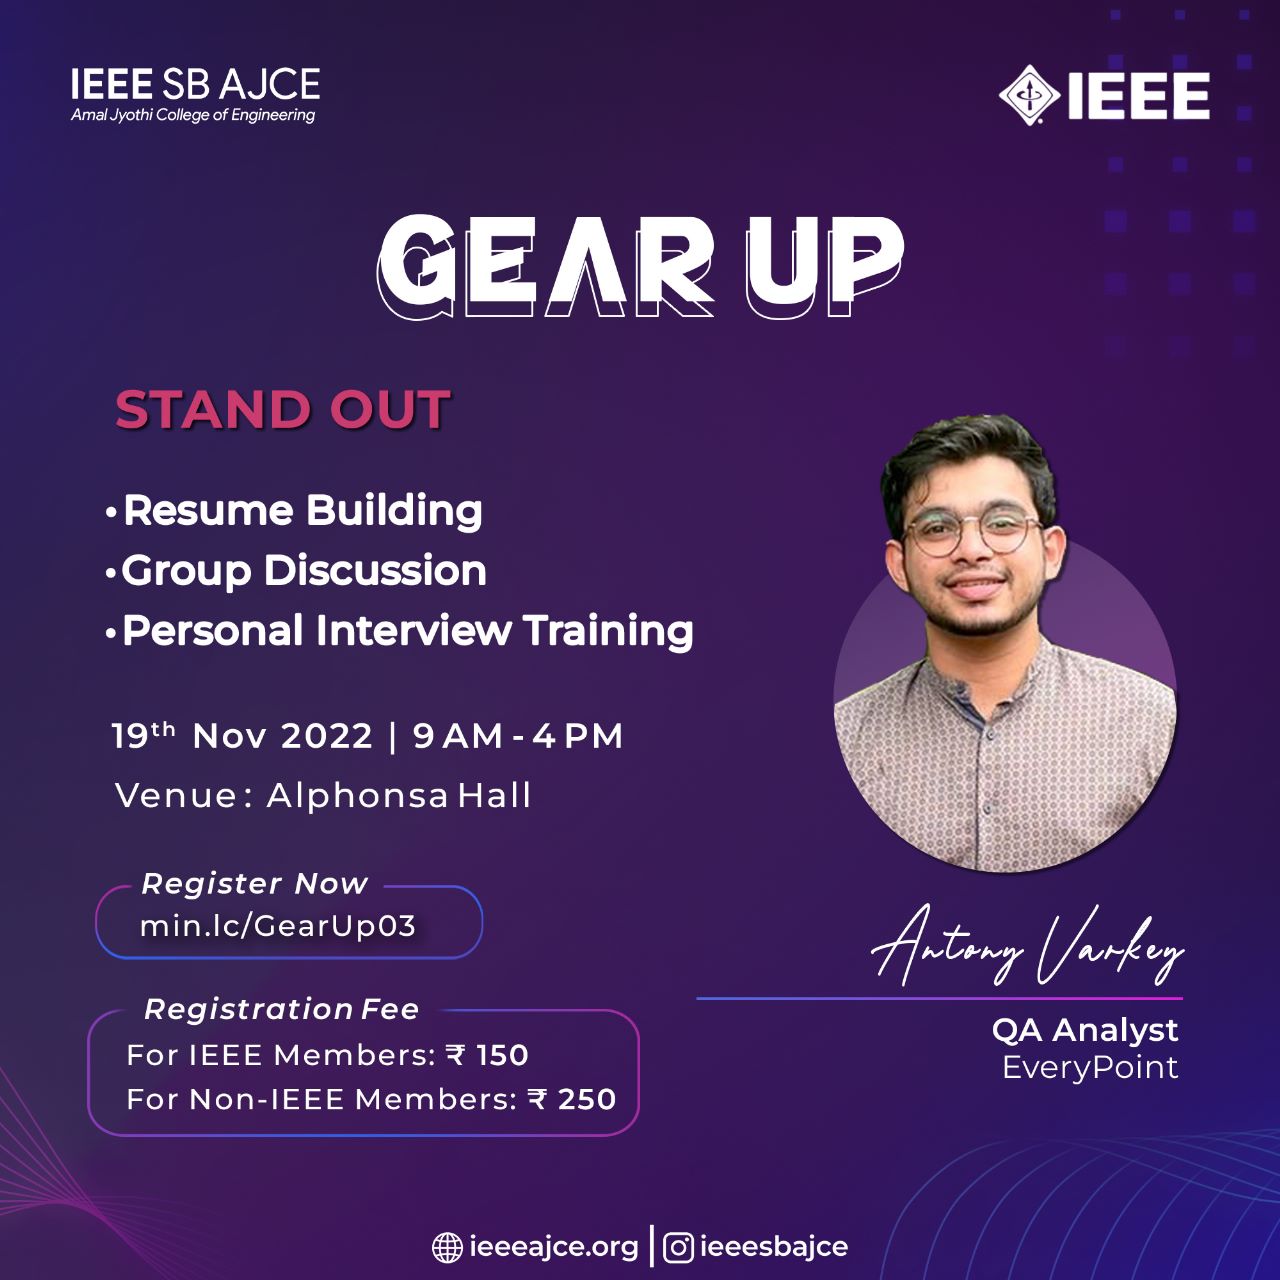 IEEE SB AJCE
Amal Jyothi College of Engineering
IEEE
GEAR UP
STAND OUT
• Resume Building
• Group Discussion
• Personal Interview Training
19th Nov 2022 | 9 AM - 4 PM
Venue : Alphonsa Hall
Register Now
min.lc/GearUp03
Registration Fee
For IEEE Members: ₹ 150
For Non-IEEE Members: ₹ 250
Antony Varkey
QA Analyst
EveryPoint
ieeeajce.org | ieeesbajce